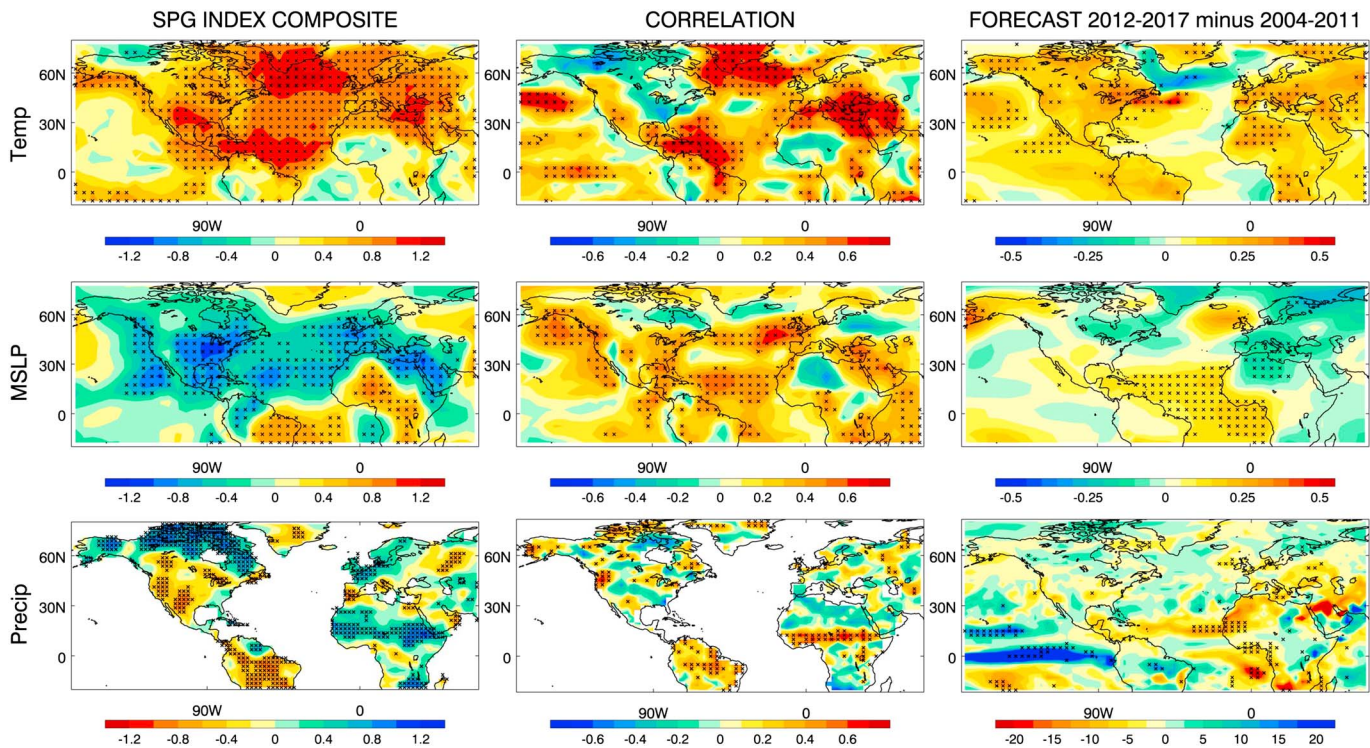 SPG INDEX COMPOSITE CORRELATION FORECAST 2012-2017 minus 2004-2011
Temp
60N 60N 60N
30N 30N 30N
0 0 0
90W 0 90W 0 90W 0
-1.2 -0.8 -0.4 0 0.4 0.8 1.2 -0.6 -0.4 -0.2 0 0.2 0.4 0.6 -0.5 -0.25 0 0.25 0.5
MSLP
60N 60N 60N
30N 30N 30N
0 0 0
90W 0 90W 0 90W 0
-1.2 -0.8 -0.4 0 0.4 0.8 1.2 -0.6 -0.4 -0.2 0 0.2 0.4 0.6 -0.5 -0.25 0 0.25 0.5
Precip
60N 60N 60N
30N 30N 30N
0 0 0
90W 0 90W 0 90W 0
-1.2 -0.8 -0.4 0 0.4 0.8 1.2 -0.6 -0.4 -0.2 0 0.2 0.4 0.6 -20 -15 -10 -5 0 5 10 15 20